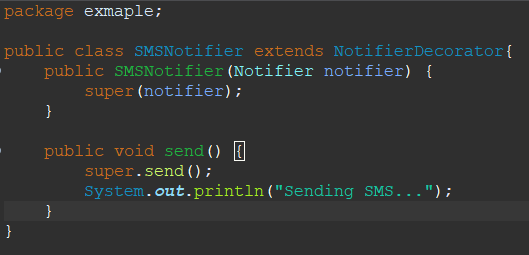 package exmaple;
public class SMSNotifier extends NotifierDecorator{
public SMSNotifier(Notifier notifier) {
super(notifier);
}
public void send() {
super.send();
System.out.println("Sending SMS...");
}
}